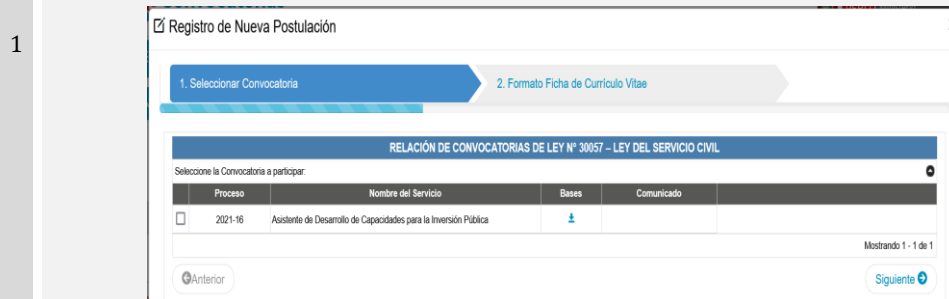 1
Registro de Nueva Postulación
1. Seleccionar Convocatoria
2. Formato Ficha de Currículo Vitae
RELACIÓN DE CONVOCATORIAS DE LEY N° 30057 – LEY DEL SERVICIO CIVIL
Seleccione la Convocatoria a participar:
Proceso Nombre del Servicio Bases Comunicado
2021-16 Asistente de Desarrollo de Capacidades para la Inversión Pública
Mostrando 1 - 1 de 1
Anterior Siguiente